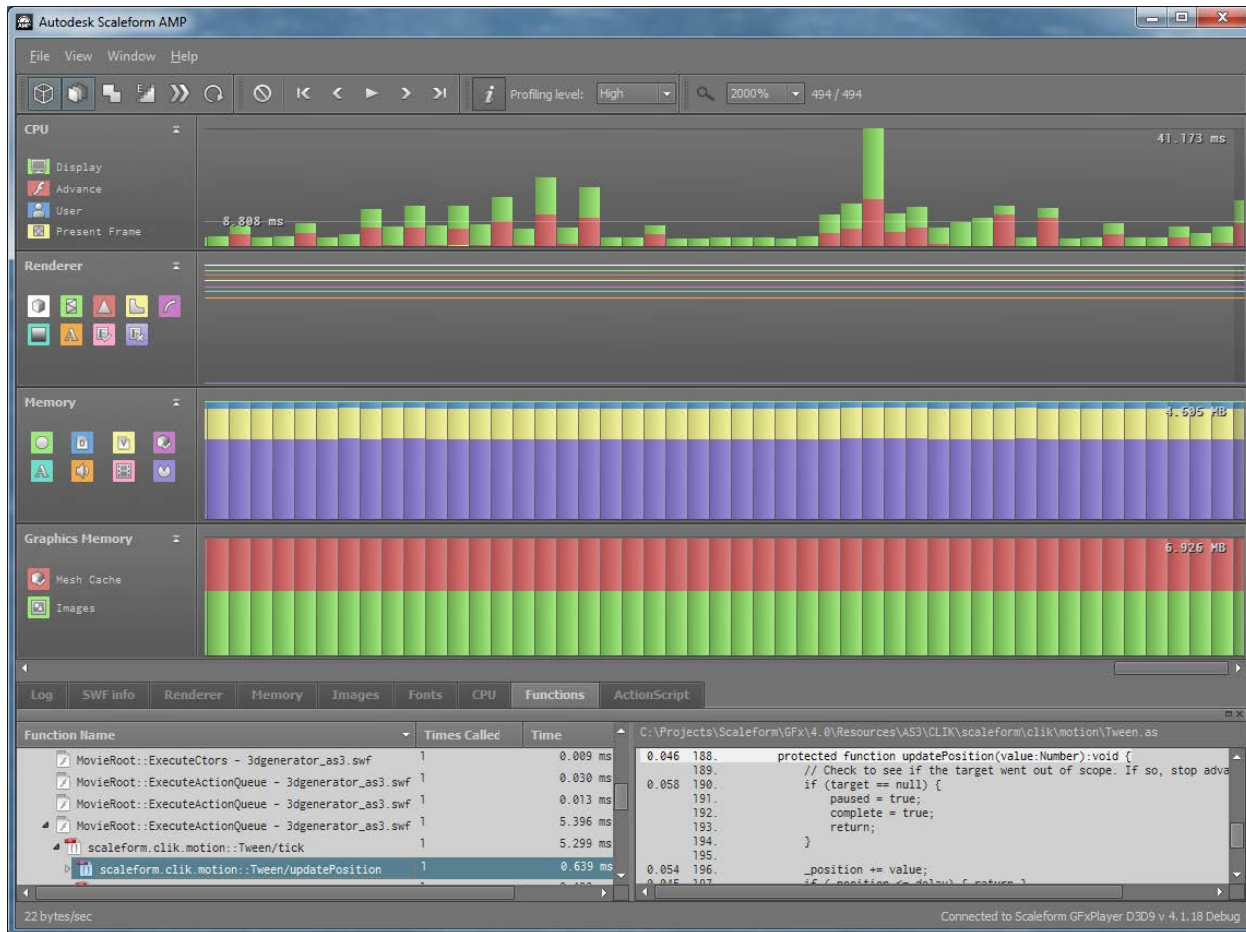 Autodesk Scaleform AMP
File View Window Help
Profiling level: High 2000% 494 / 494
CPU
41.173 ms
Display
Advance
User
8.808 ms
Present Frame
Renderer
Memory
4.695 MB
Graphics Memory
6.926 MB
Mesh Cache
Images
Log SWF info Renderer Memory Images Fonts CPU Functions ActionScript
Function Name Times Called Time
MovieRoot::ExecuteCtors - 3dgenerator_as3.swf 1 0.009 ms
MovieRoot::ExecuteActionQueue - 3dgenerator_as3.swf 1 0.030 ms
MovieRoot::ExecuteActionQueue - 3dgenerator_as3.swf 1 0.013 ms
MovieRoot::ExecuteActionQueue - 3dgenerator_as3.swf 1 5.396 ms
scaleform.clik.motion::Tween/tick 1 5.299 ms
scaleform.clik.motion::Tween/updatePosition 1 0.639 ms
C:\Projects\Scaleform\GFx\4.0\Resources\AS3\CLIK\scaleform\clik\motion\Tween.as
0.046 188. protected function updatePosition(value:Number):void {
189. // Check to see if the target went out of scope. If so, stop adva
0.058 190. if (target == null) {
191. paused = true;
192. complete = true;
193. return;
194. }
195.
0.054 196. _position += value;
197. if (_position <= delay) { return }
22 bytes/sec
Connected to Scaleform GFxPlayer D3D9 v 4.1.18 Debug